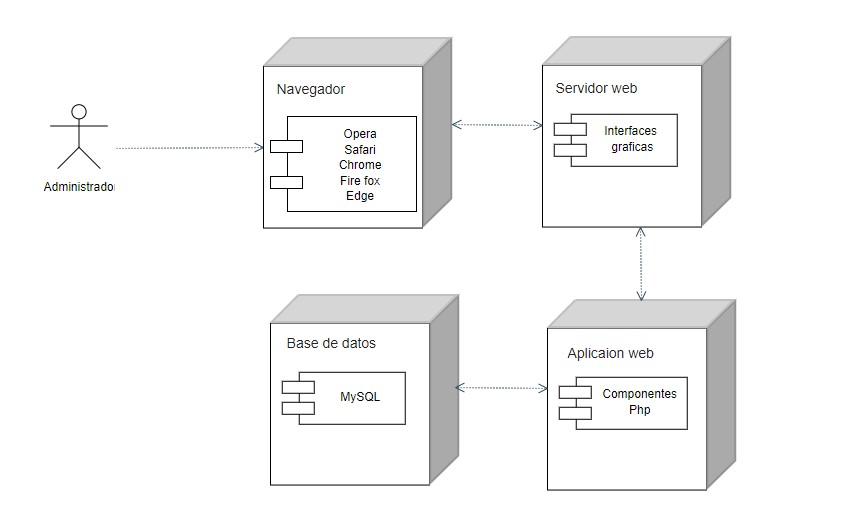 Navegador
Opera
Safari
Chrome
Fire fox
Edge
Servidor web
Interfaces
graficas
Administrador
Base de datos
MySQL
Aplicaion web
Componentes
Php